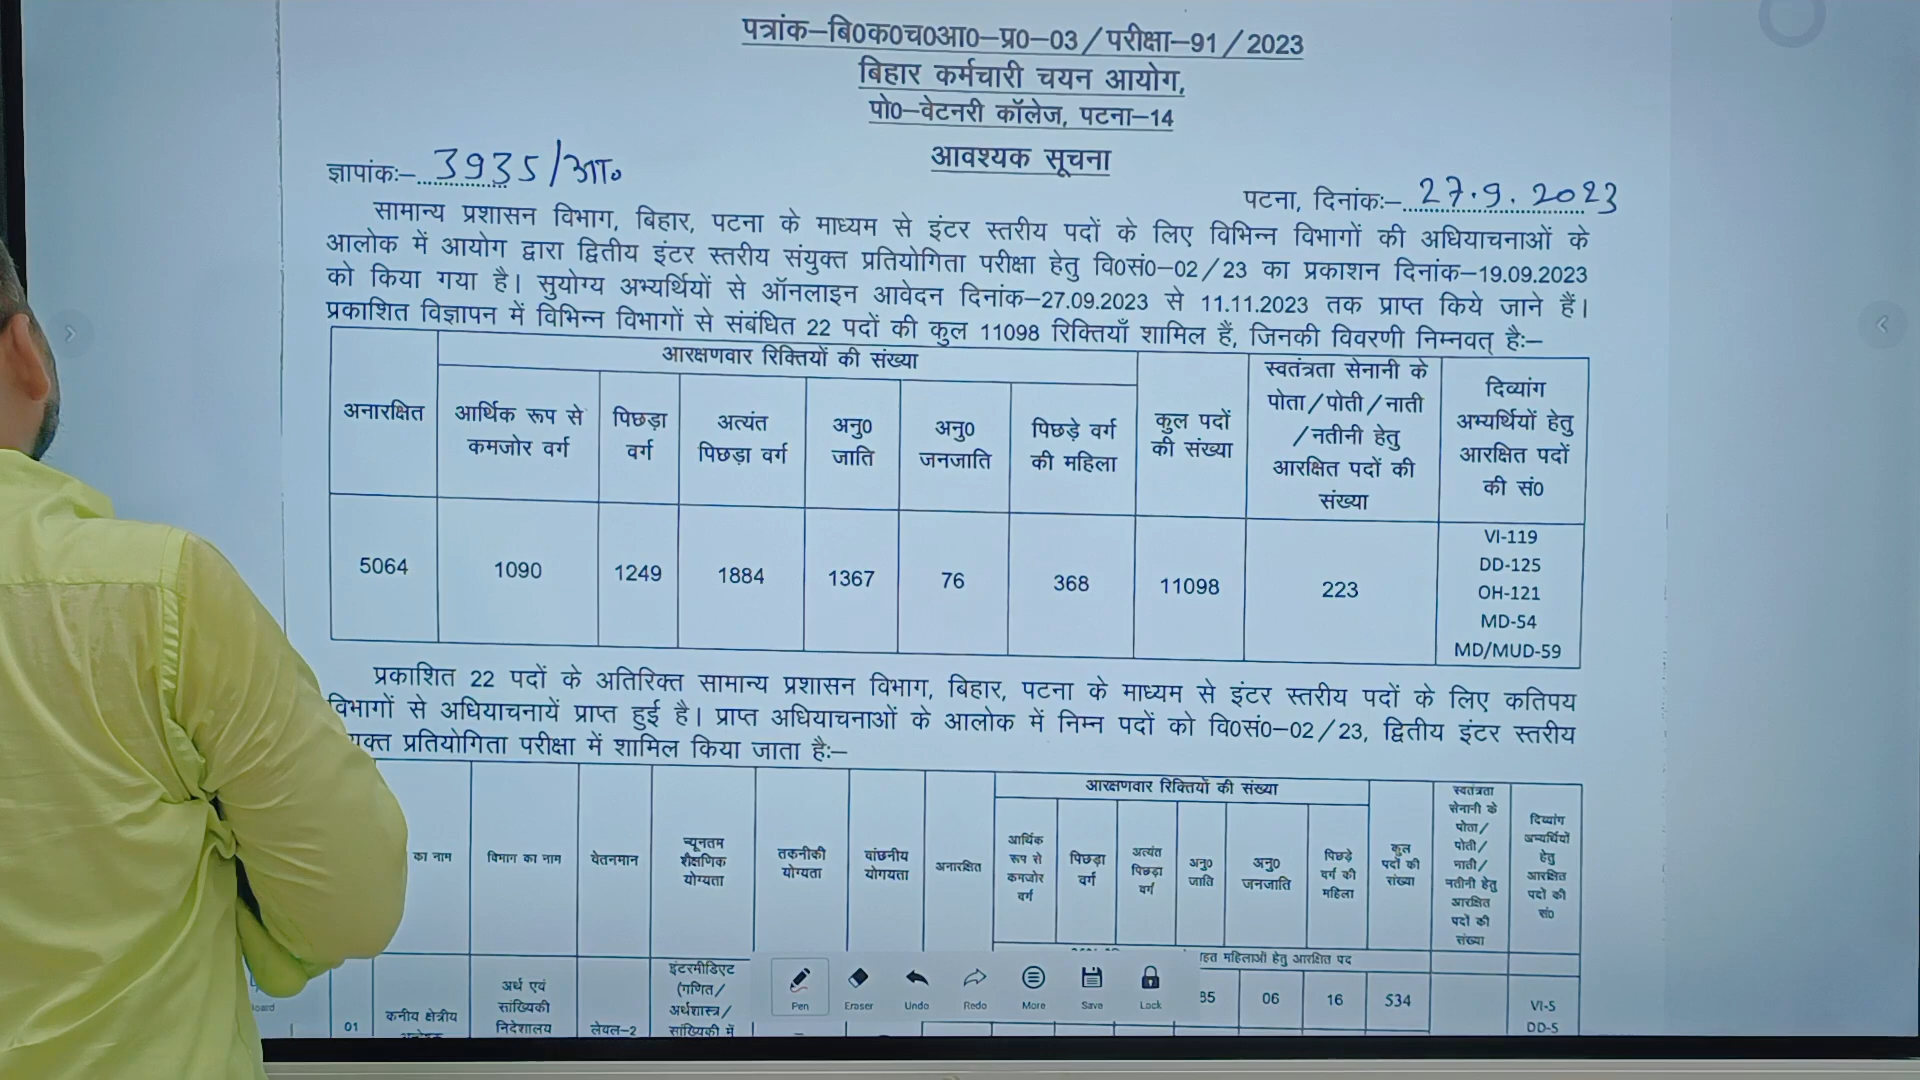 पत्रांक–बि0क0च0आ0–प्र0–03/परीक्षा–91/2023
बिहार कर्मचारी चयन आयोग,
पो0–वेटनरी कॉलेज, पटना–14
आवश्यक सूचना
ज्ञापांकः–3935/आ०
पटना, दिनांकः–27.9.2023
सामान्य प्रशासन विभाग, बिहार, पटना के माध्यम से इंटर स्तरीय पदों के लिए विभिन्न विभागों की अधियाचनाओं के
आलोक में आयोग द्वारा द्वितीय इंटर स्तरीय संयुक्त प्रतियोगिता परीक्षा हेतु वि0सं0–02/23 का प्रकाशन दिनांक–19.09.2023
को किया गया है। सुयोग्य अभ्यर्थियों से ऑनलाइन आवेदन दिनांक–27.09.2023 से 11.11.2023 तक प्राप्त किये जाने हैं।
प्रकाशित विज्ञापन में विभिन्न विभागों से संबंधित 22 पदों की कुल 11098 रिक्तियाँ शामिल हैं, जिनकी विवरणी निम्नवत् हैः–
आरक्षणवार रिक्तियों की संख्या
अनारक्षित
आर्थिक रूप से
कमजोर वर्ग
पिछड़ा
वर्ग
अत्यंत
पिछड़ा वर्ग
अनु0
जाति
अनु0
जनजाति
पिछड़े वर्ग
की महिला
कुल पदों
की संख्या
स्वतंत्रता सेनानी के
पोता/पोती/नाती
/नतीनी हेतु
आरक्षित पदों की
संख्या
दिव्यांग
अभ्यर्थियों हेतु
आरक्षित पदों
की सं0
5064 1090 1249 1884 1367 76 368 11098 223
VI-119
DD-125
OH-121
MD-54
MD/MUD-59
प्रकाशित 22 पदों के अतिरिक्त सामान्य प्रशासन विभाग, बिहार, पटना के माध्यम से इंटर स्तरीय पदों के लिए कतिपय
विभागों से अधियाचनायें प्राप्त हुई है। प्राप्त अधियाचनाओं के आलोक में निम्न पदों को वि0सं0–02/23, द्वितीय इंटर स्तरीय
प्रतियोगिता परीक्षा में शामिल किया जाता हैः–
आरक्षणवार रिक्तियों की संख्या
का नाम
विभाग का नाम
वेतनमान
न्यूनतम
शैक्षणिक
योग्यता
तकनीकी
योग्यता
वांछनीय
योगयता
अनारक्षित
आर्थिक
रूप से
कमजोर
वर्ग
पिछड़ा
वर्ग
अत्यंत
पिछड़ा
वर्ग
अनु0
जाति
अनु0
जनजाति
पिछड़े
वर्ग की
महिला
कुल
पदों की
संख्या
स्वतंत्रता
सेनानी के
पोता/
पोती/
नाती/
नतीनी हेतु
आरक्षित
पदों की
संख्या
दिव्यांग
अभ्यर्थियों
हेतु
आरक्षित
पदों की
सं0
महिलाओं हेतु आरक्षित पद
01
कनीय क्षेत्रीय
अर्थ एवं
सांख्यिकी
निदेशालय
लेवल–2
इंटरमीडिएट
(गणित/
अर्थशास्त्र/
सांख्यिकी में
06 16 534
VI-5
DD-5
Pen Eraser Undo Redo More Save Lock